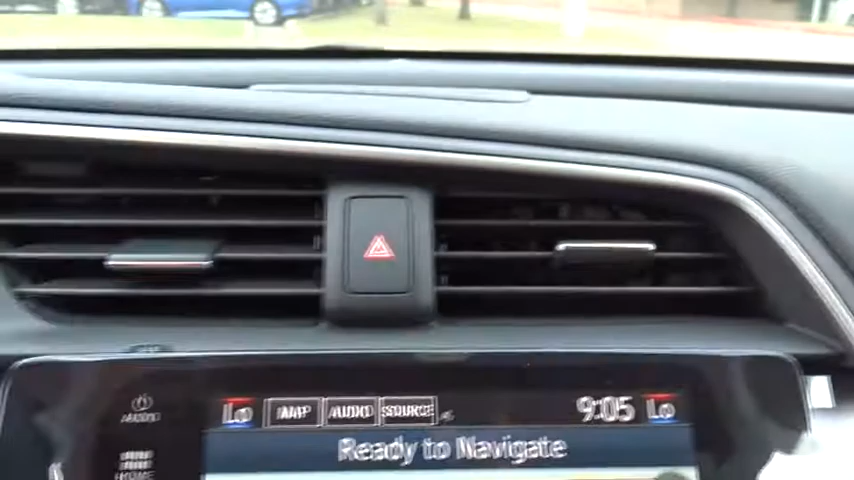 Lo MAP AUDIO SOURCE 9:05 Lo
AUDIO
Ready to Navigate
HOME